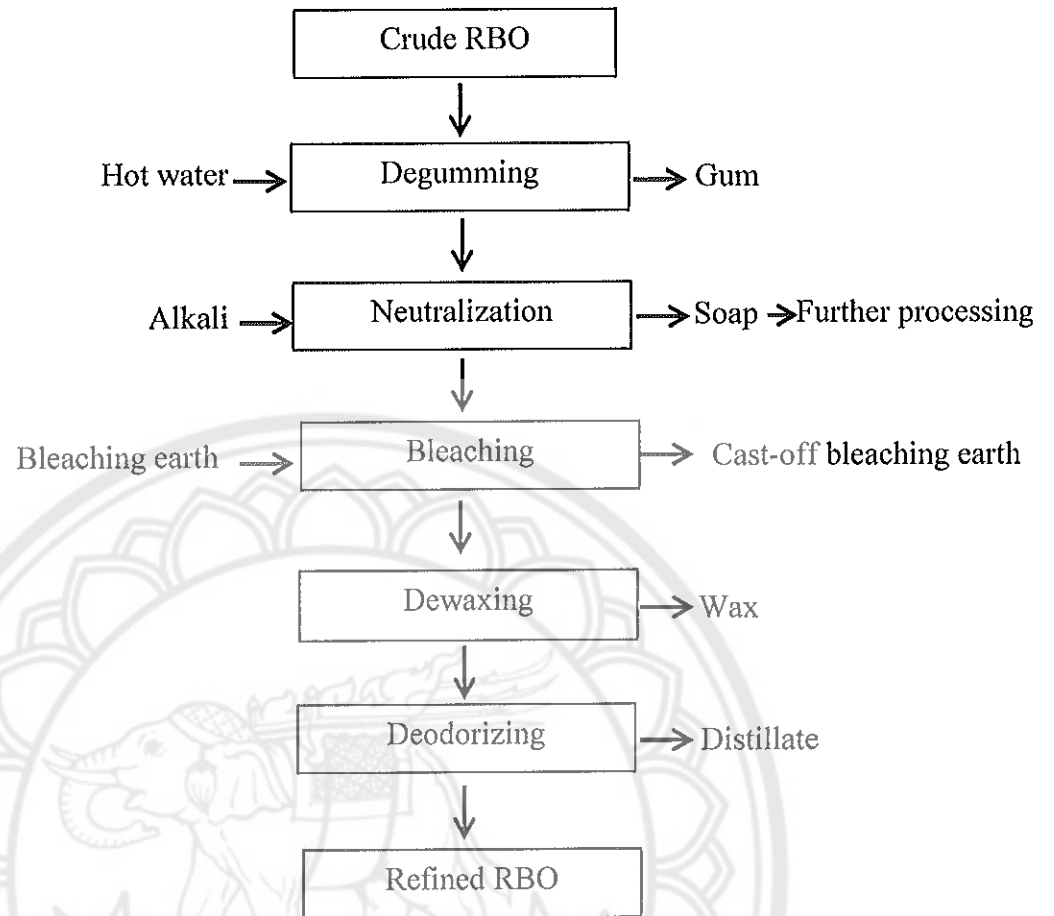 Crude RBO
Hot water Degumming Gum
Alkali Neutralization Soap Further processing
Bleaching earth Bleaching Cast-off bleaching earth
Dewaxing Wax
Deodorizing Distillate
Refined RBO